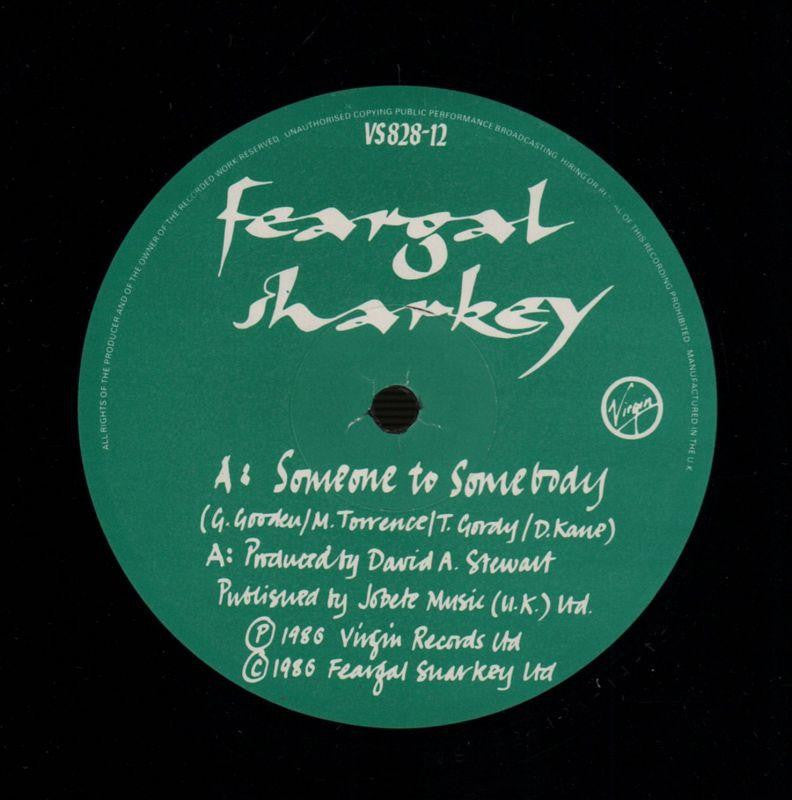 ALL RIGHTS OF THE PRODUCER AND OF THE OWNER OF THE RECORDED WORK RESERVED. UNAUTHORISED COPYING PUBLIC PERFORMANCE BROADCASTING HIRING OR OF THIS RECORDING PROHIBITED. MANUFACTURED IN THE U.K
VS828-12
feargal
sharkey
Virgin
A: Someone to Somebody
(G. Gooden/M. Torrence/T. Gordy/D. Kane)
A: Produced by David A. Stewart
Published by Jobete Music (U.K.) Ltd.
Ⓟ 1986 Virgin Records Ltd
© 1986 Feargal Sharkey Ltd